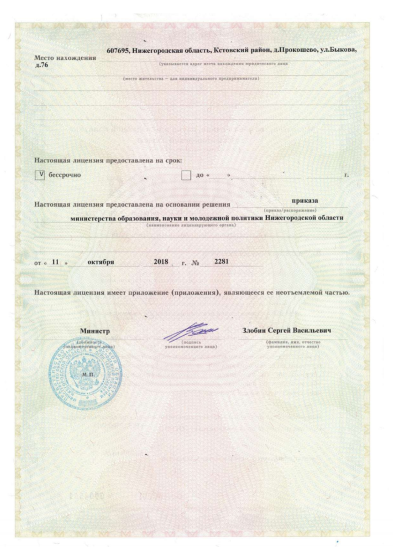 607695, Нижегородская область, Кстовский район, д.Прокошево, ул.Быкова,
Место нахождения
д.76
(указывается адрес места нахождения юридического лица
(место жительства – для индивидуального предпринимателя)
Настоящая лицензия предоставлена на срок:
V бессрочно до « » г.
Настоящая лицензия предоставлена на основании решения приказа
(приказ/распоряжение)
министерства образования, науки и молодежной политики Нижегородской области
(наименование лицензирующего органа)
от « 11 » октября 2018 г. № 2281
Настоящая лицензия имеет приложение (приложения), являющееся ее неотъемлемой частью.
Министр Злобин Сергей Васильевич
(должность уполномоченного лица) (подпись уполномоченного лица) (фамилия, имя, отчество уполномоченного лица)
М.П.